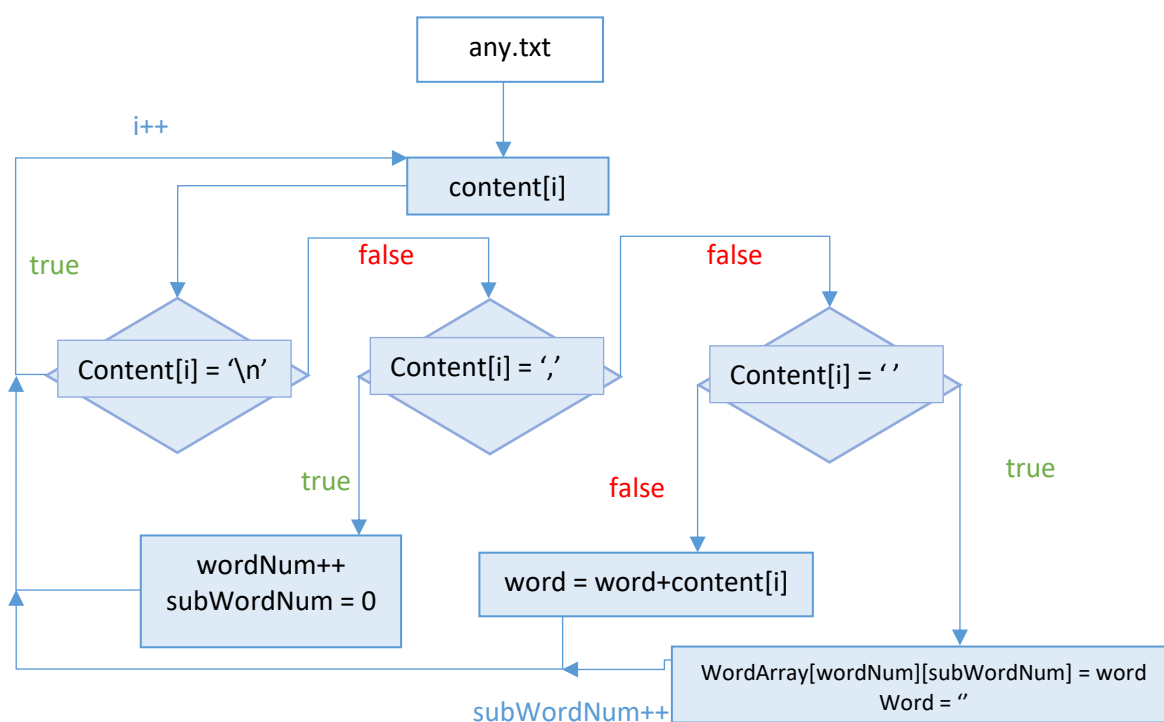 any.txt
i++
content[i]
true
false
false
Content[i] = ‘\n’
Content[i] = ‘,’
Content[i] = ‘ ’
true
false
true
wordNum++
subWordNum = 0
word = word+content[i]
WordArray[wordNum][subWordNum] = word
Word = ‘’
subWordNum++